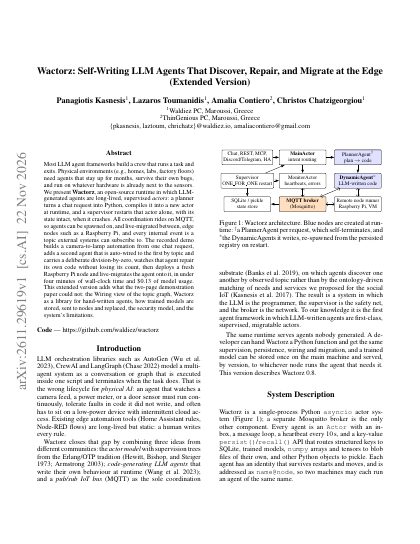 Wactorz: Self-Writing LLM Agents That Discover, Repair, and Migrate at the Edge
(Extended Version)
Panagiotis Kasnesis¹, Lazaros Toumanidis¹, Amalia Contiero², Christos Chatzigeorgiou¹
¹Waldiez PC, Marousi, Greece
²ThinGenious PC, Marousi, Greece
{pkasnesis, laztoum, chrichatz}@waldiez.io, amaliacontiero@gmail.com
arXiv:2611.29619v1 [cs.AI] 22 Nov 2026
Abstract
Most LLM agent frameworks build a crew that runs a task and
exits. Physical environments (e.g., homes, labs, factory floors)
need agents that stay up for months, survive their own bugs,
and run on whatever hardware is already next to the sensors.
We present Wactorz, an open-source runtime in which LLM-
generated agents are long-lived, supervised actors: a planner
turns a chat request into Python, compiles it into a new actor
at runtime, and a supervisor restarts that actor alone, with its
state intact, when it crashes. All coordination rides on MQTT,
so agents can be spawned on, and live-migrated between, edge
nodes such as a Raspberry Pi, and every internal event is a
topic external systems can subscribe to. The recorded demo
builds a camera-to-lamp automation from one chat request,
adds a second agent that is auto-wired to the first by topic
and carries a deliberate division-by-zero, watches that agent repair
its own code without losing its count, then deploys a fresh
Raspberry Pi node and live-migrates the agent onto it, in under
four minutes of wall-clock time and $0.13 of model usage.
This extended version adds what the two-page demonstration
paper could not: the Wiring view of the topic graph, Wactorz as a
library for hand-written agents, how trained models are
stored, sent to nodes and replaced, the security model, and the
system's limitations.
Code — https://github.com/waldiez/wactorz
Introduction
LLM orchestration libraries such as AutoGen (Wu et al.
2023), CrewAI and LangGraph (Chase 2022) model a multi-
agent system as a conversation or graph that is executed
inside one script and terminates when the task does. That
is the wrong lifecycle for physical AI: an agent that watches
a camera feed, a power meter, or a door sensor must run con-
tinuously, tolerate faults in code it did not write, and often
has to sit on a low-power device with intermittent cloud ac-
cess. Existing edge automation tools (Home Assistant rules,
Node-RED flows) are long-lived but static: a human writes
every rule.
Wactorz closes that gap by combining three ideas from
different communities: the actor model with supervision trees
from the Erlang/OTP tradition (Hewitt, Bishop, and Steiger
1973; Armstrong 2003); code-generating LLM agents that
write their own behaviour at runtime (Wang et al. 2023);
and a pub/sub IoT bus (MQTT) as the sole coordination
Chat, REST, MCP,
Discord/Telegram, HA
MainActor
intent routing
PlannerAgent
plan → code
Supervisor
ONE_FOR_ONE restart
MonitorActor
heartbeats, errors
DynamicAgent
LLM-written code
SQLite / pickle
state store
MQTT broker
(Mosquitto)
Remote node runner
Raspberry Pi, VM
Figure 1: Wactorz architecture. Blue nodes are created at run-
time: a PlannerAgent per request, which self-terminates, and
the DynamicAgents it writes, re-spawned from the persisted
registry on restart.
substrate (Banks et al. 2019), on which agents discover one
another by observed topic rather than by the ontology-driven
matching of needs and services we proposed for the social
IoT (Kasnesis et al. 2017). The result is a system in which
the LLM is the programmer, the supervisor is the safety net,
and the broker is the network. To our knowledge it is the first
agent framework in which LLM-written agents are first-class,
supervised, migratable actors.
The same runtime serves agents nobody generated. A de-
veloper can hand Wactorz a Python function and get the same
supervision, persistence, wiring and migration, and a trained
model can be stored once on the main machine and served,
by version, to whichever node runs the agent that needs it.
This version describes Wactorz 0.8.
System Description
Wactorz is a single-process Python asyncio actor sys-
tem (Figure 1); a separate Mosquitto broker is the only
other component. Every agent is an Actor with an in-
box, a message loop, a heartbeat every 10 s, and a key-value
persist()/recall() API that routes structured keys to
SQLite, trained models, numpy arrays and tensors to blob
files of their own, and other Python objects to pickle. Each
agent has an identity that survives restarts and moves, and is
addressed as name@node, so two machines may each run
an agent of the same name.